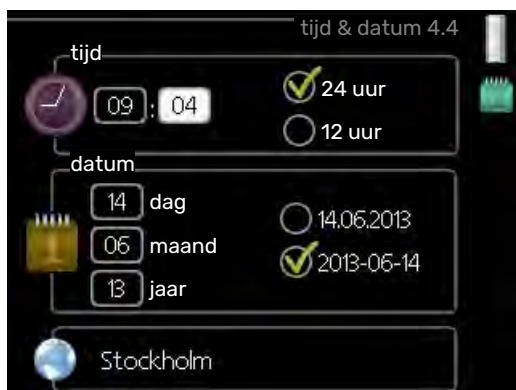 tijd & datum 4.4
tijd
09 : 04
24 uur
12 uur
datum
14 dag
06 maand
13 jaar
14.06.2013
2013-06-14
Stockholm